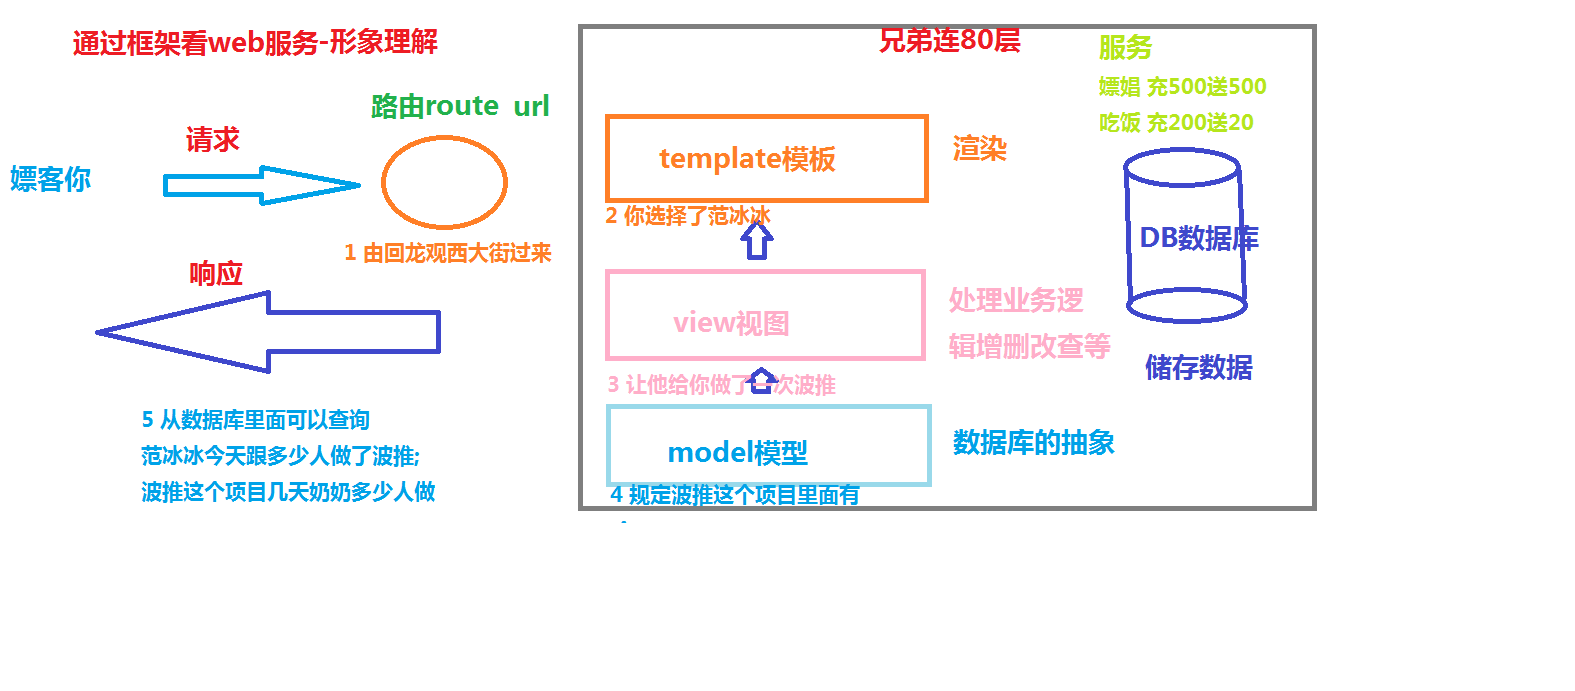 通过框架看web服务-形象理解
兄弟连80层
服务
嫖娼 充500送500
吃饭 充200送20
路由route url
请求
嫖客你
template模板
渲染
2 你选择了范冰冰
1 由回龙观西大街过来
DB数据库
响应
view视图
处理业务逻
辑增删改查等
储存数据
3 让他给你做了一次波推
5 从数据库里面可以查询
范冰冰今天跟多少人做了波推;
波推这个项目几天奶奶多少人做
model模型
数据库的抽象
4 规定波推这个项目里面有